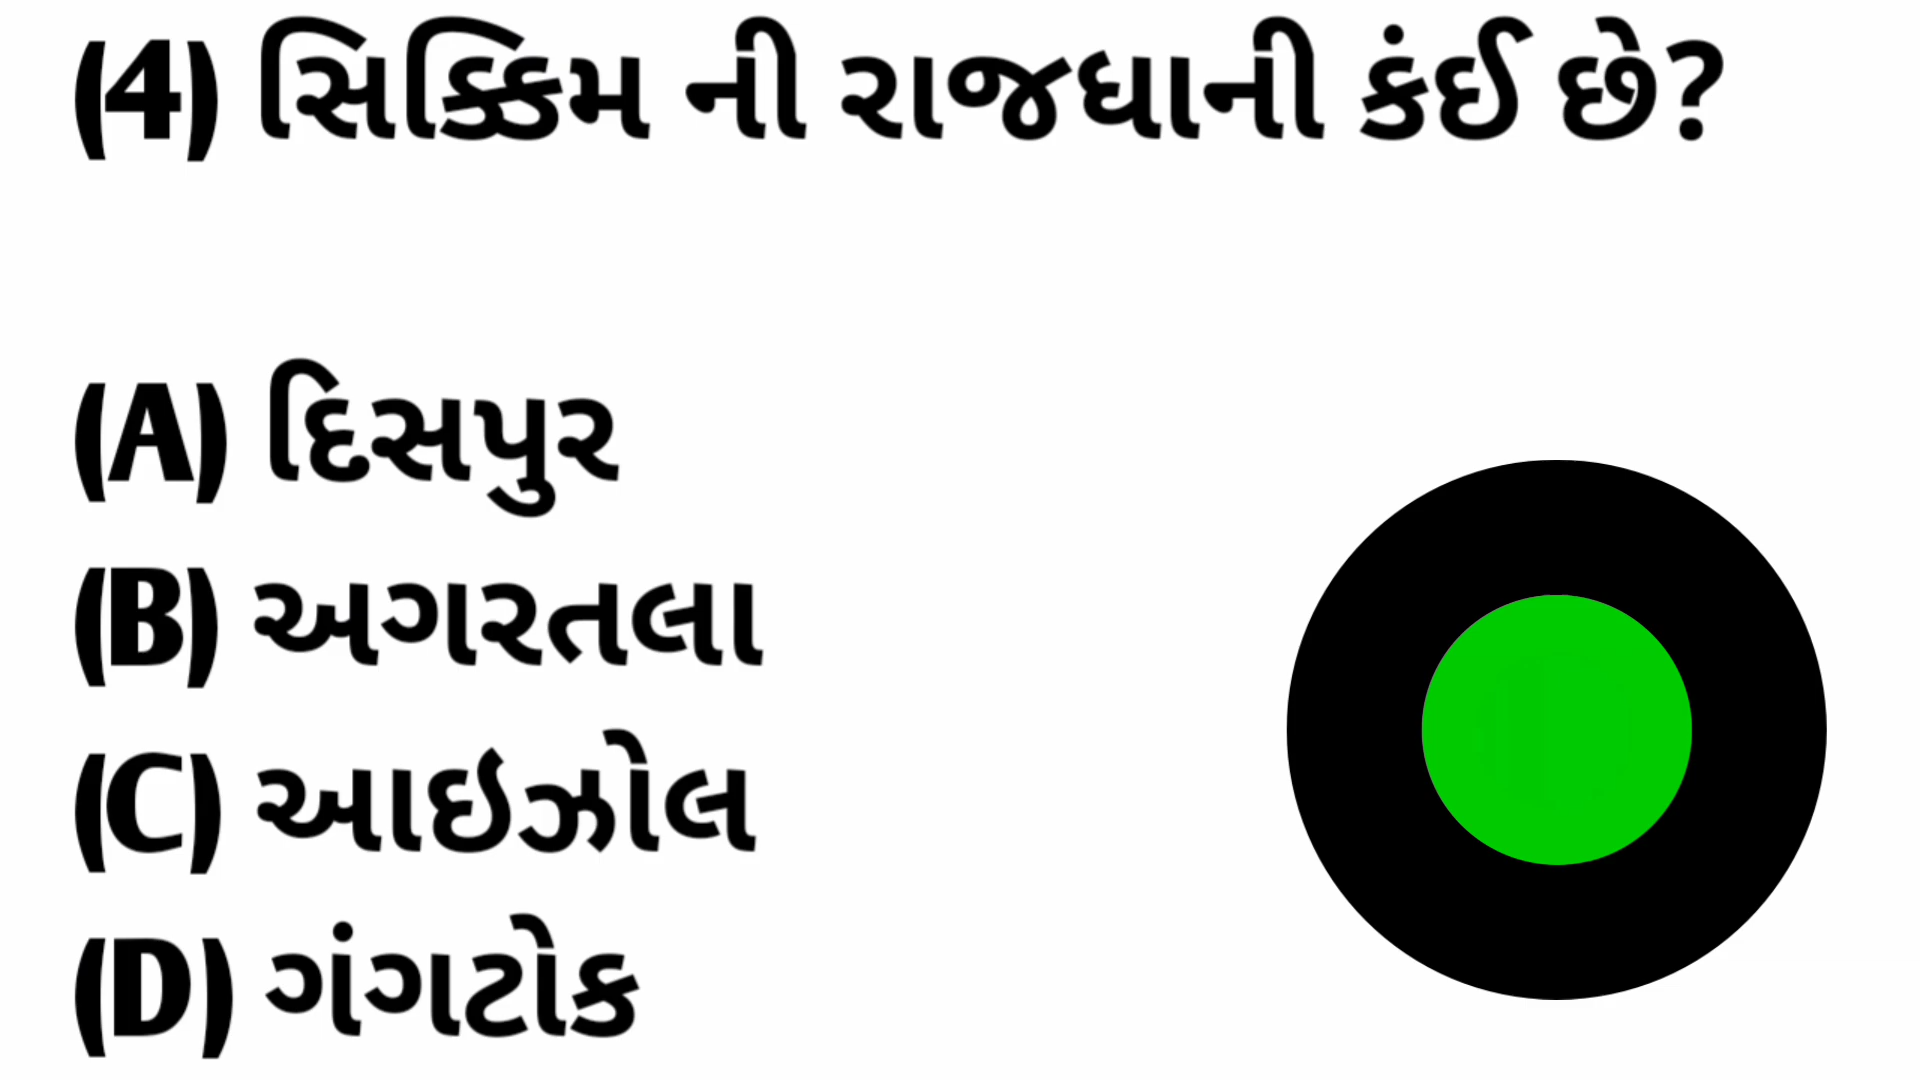 (4) સિક્કિમ ની રાજધાની કંઈ છે?
(A) દિસપુર
(B) અગરતલા
(C) આઇઝોલ
(D) ગંગટોક